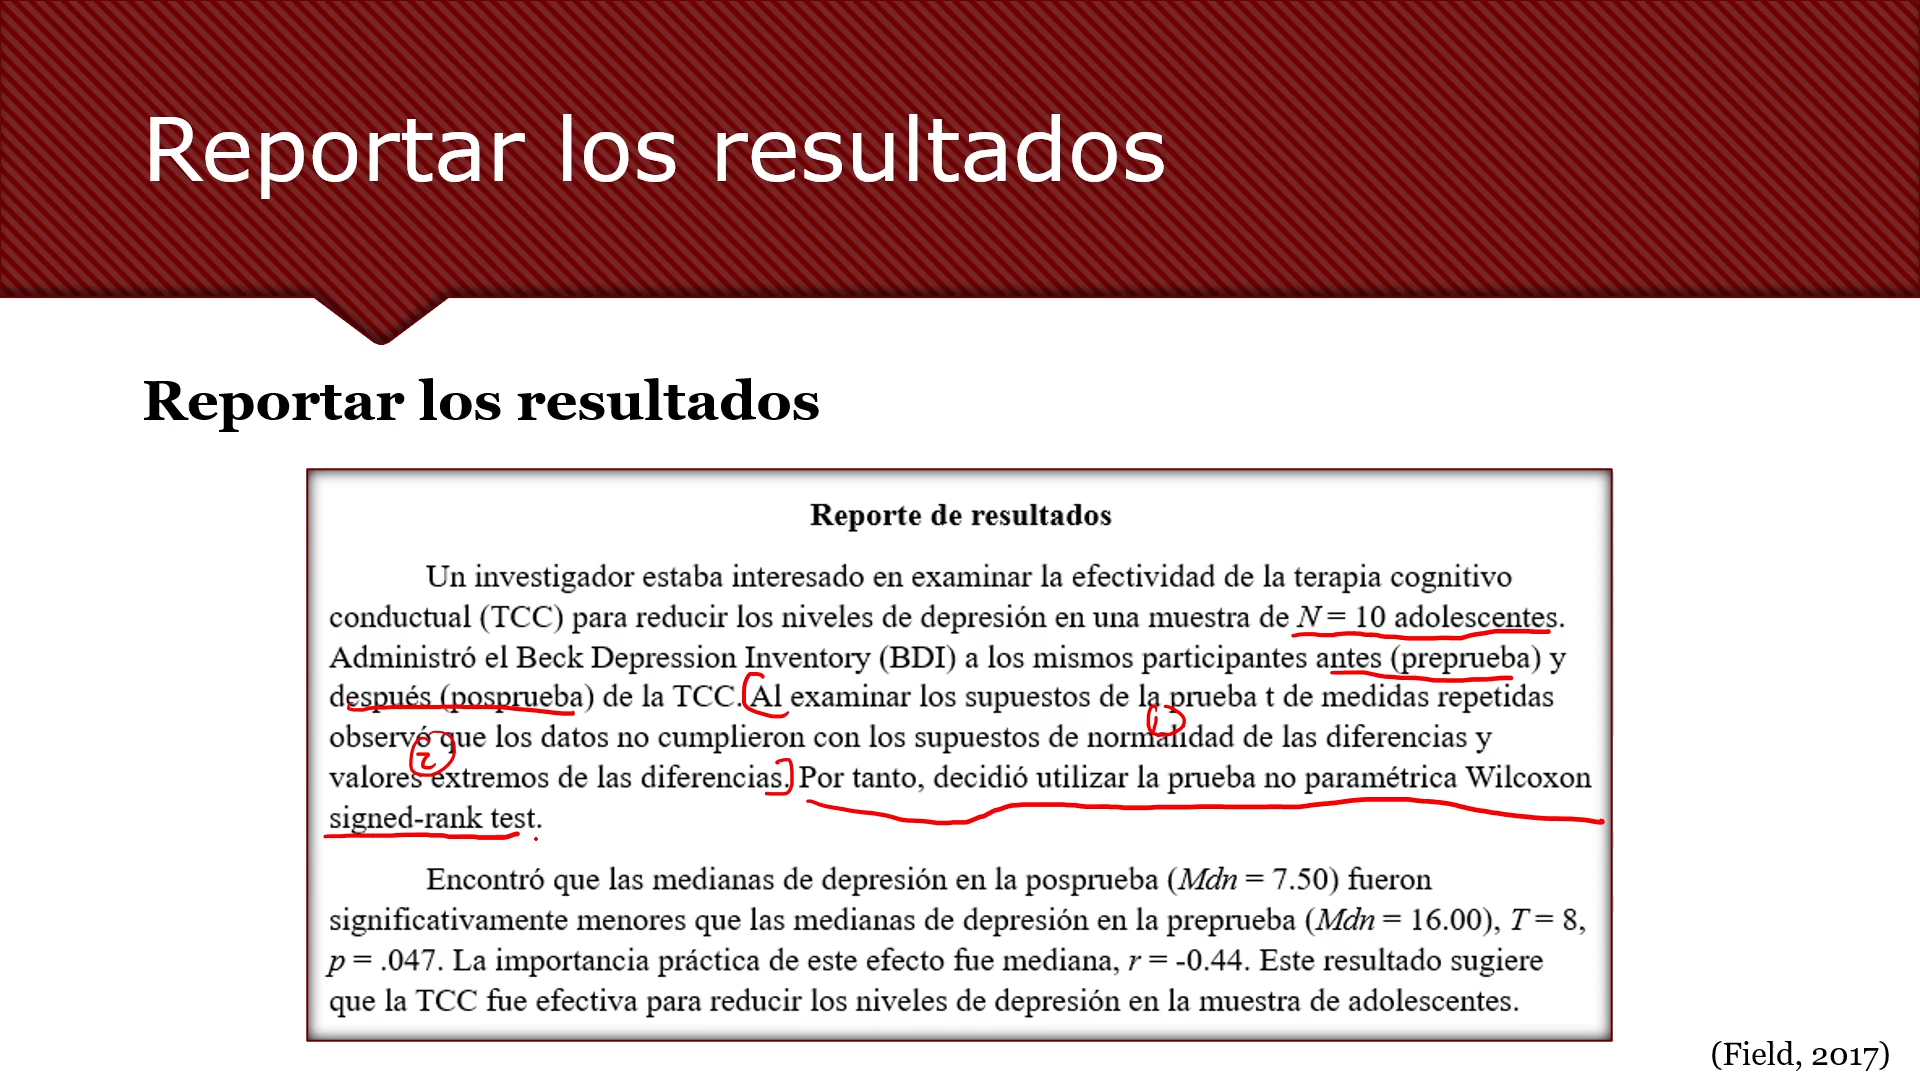 Reportar los resultados
Reportar los resultados
Reporte de resultados
Un investigador estaba interesado en examinar la efectividad de la terapia cognitivo
conductual (TCC) para reducir los niveles de depresión en una muestra de N = 10 adolescentes.
Administró el Beck Depression Inventory (BDI) a los mismos participantes antes (preprueba) y
después (posprueba) de la TCC. Al examinar los supuestos de la prueba t de medidas repetidas
1
observó que los datos no cumplieron con los supuestos de normalidad de las diferencias y
2
valores extremos de las diferencias. Por tanto, decidió utilizar la prueba no paramétrica Wilcoxon
signed-rank test.
Encontró que las medianas de depresión en la posprueba (Mdn = 7.50) fueron
significativamente menores que las medianas de depresión en la preprueba (Mdn = 16.00), T = 8,
p = .047. La importancia práctica de este efecto fue mediana, r = -0.44. Este resultado sugiere
que la TCC fue efectiva para reducir los niveles de depresión en la muestra de adolescentes.
(Field, 2017)